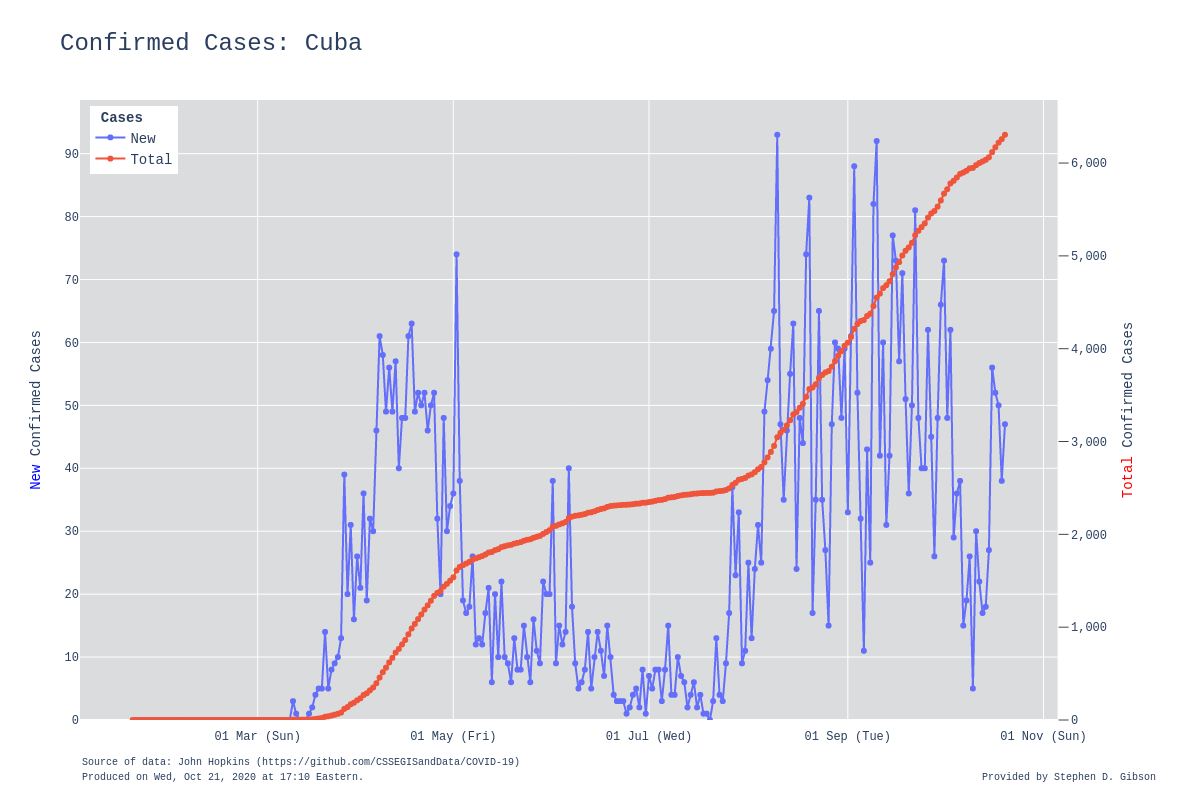 Confirmed Cases: Cuba
Cases
New
Total
90
80
70
60
50
40
30
20
10
0
6,000
5,000
4,000
3,000
2,000
1,000
0
New Confirmed Cases
Total Confirmed Cases
01 Mar (Sun)
01 May (Fri)
01 Jul (Wed)
01 Sep (Tue)
01 Nov (Sun)
Source of data: John Hopkins (https://github.com/CSSEGISandData/COVID-19)
Produced on Wed, Oct 21, 2020 at 17:10 Eastern.
Provided by Stephen D. Gibson